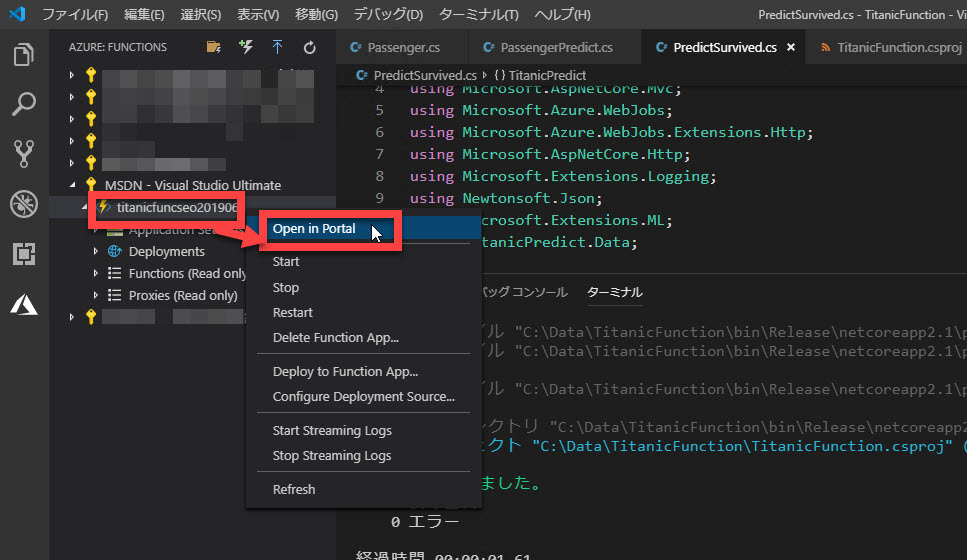 ファイル(F) 編集(E) 選択(S) 表示(V) 移動(G) デバッグ(D) ターミナル(T) ヘルプ(H) PredictSurvived.cs - TitanicFunction - Vi
AZURE: FUNCTIONS
Passenger.cs PassengerPredict.cs PredictSurvived.cs × TitanicFunction.csproj
PredictSurvived.cs {} TitanicPredict
4 using Microsoft.AspNetCore.Mvc;
5 using Microsoft.Azure.WebJobs;
6 using Microsoft.Azure.WebJobs.Extensions.Http;
7 using Microsoft.AspNetCore.Http;
8 using Microsoft.Extensions.Logging;
9 using Newtonsoft.Json;
crosoft.Extensions.ML;
tanicPredict.Data;
MSDN - Visual Studio Ultimate
titanicfuncseo201906
Application Se
Deployments
Functions (Read only
Proxies (Read only)
Open in Portal
Start
Stop
Restart
Delete Function App...
Deploy to Function App...
Configure Deployment Source...
Start Streaming Logs
Stop Streaming Logs
Refresh
バッグ コンソール ターミナル
イル "C:\Data\TitanicFunction\bin\Release\netcoreapp2.1\p
イル "C:\Data\TitanicFunction\bin\Release\netcoreapp2.1\p
イル "C:\Data\TitanicFunction\bin\Release\netcoreapp2.1\p
レクトリ "C:\Data\TitanicFunction\bin\Release\netcoreapp2
ェクト "C:\Data\TitanicFunction\TitanicFunction.csproj" (
ました。
0 エラー
経過時間 00:00:01.61